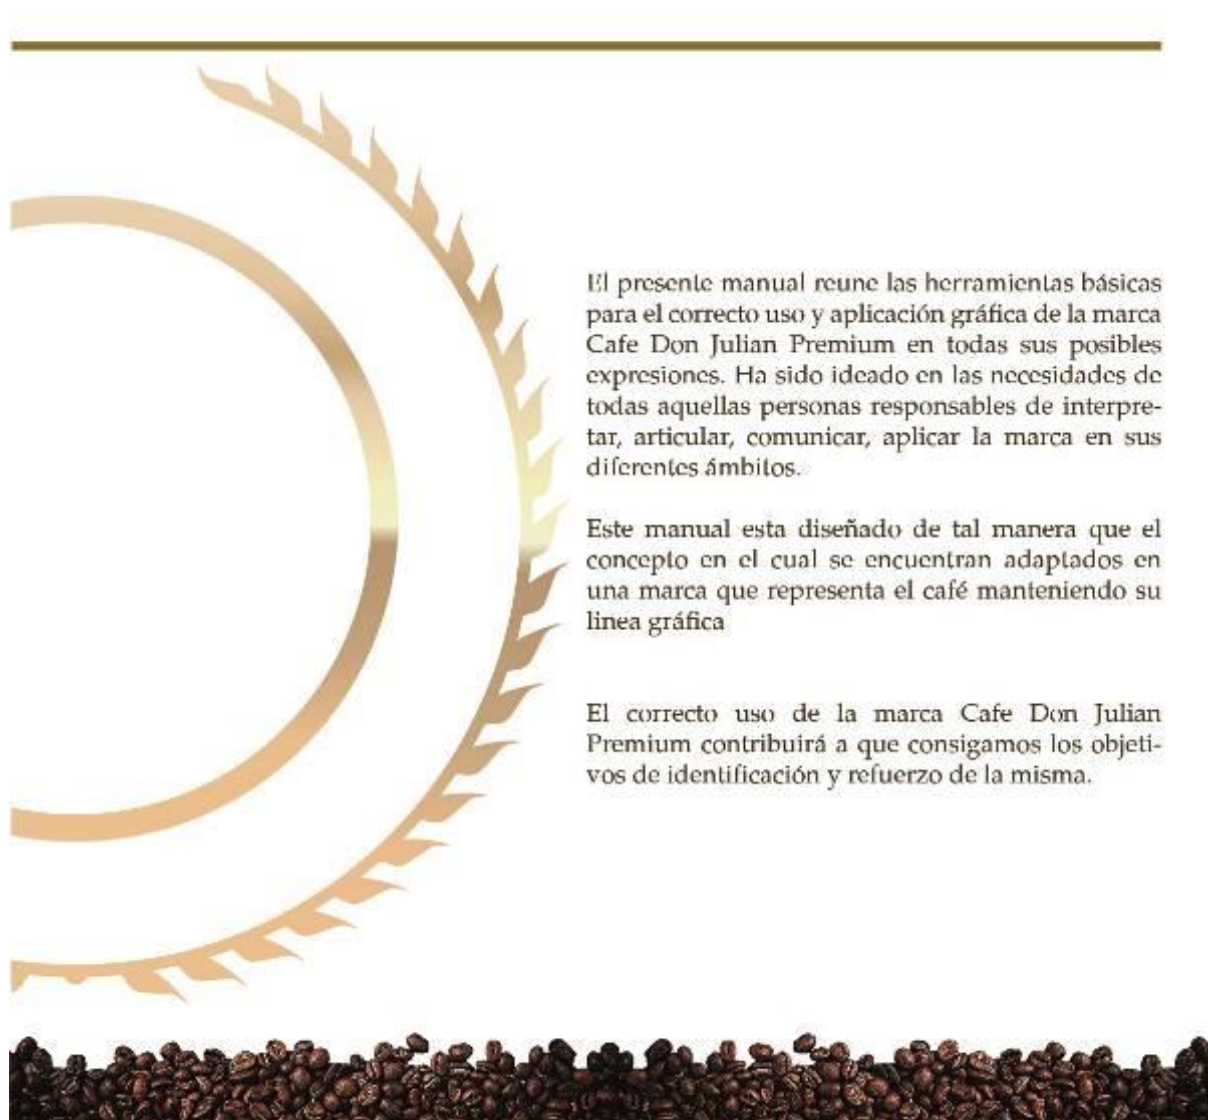 El presente manual reune las herramientas básicas
para el correcto uso y aplicación gráfica de la marca
Cafe Don Julian Premium en todas sus posibles
expresiones. Ha sido ideado en las necesidades de
todas aquellas personas responsables de interpre-
tar, articular, comunicar, aplicar la marca en sus
diferentes ámbitos.
Este manual esta diseñado de tal manera que el
concepto en el cual se encuentran adaptados en
una marca que representa el café manteniendo su
linea gráfica
El correcto uso de la marca Cafe Don Julian
Premium contribuirá a que consigamos los objeti-
vos de identificación y refuerzo de la misma.